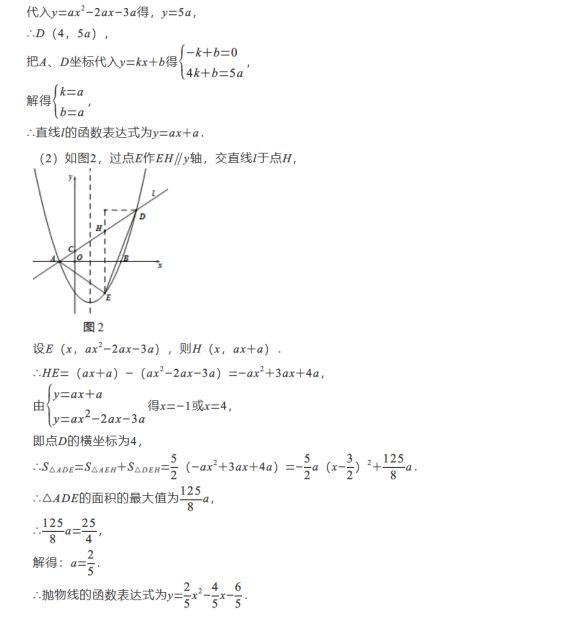 代入y=ax²−2ax−3a得，y=5a，
∴D（4，5a），
把A、D坐标代入y=kx+b得{−k+b=0
4k+b=5a，
解得{k=a
b=a，
∴直线l的函数表达式为y=ax+a．
（2）如图2，过点E作EH∥y轴，交直线l于点H，
y
l
D
H
C
A
O
B
x
E
图2
设E（x，ax²−2ax−3a），则H（x，ax+a）．
∴HE=（ax+a）−（ax²−2ax−3a）=−ax²+3ax+4a，
由{y=ax+a
y=ax²−2ax−3a得x=−1或x=4，
即点D的横坐标为4，
∴S△ADE=S△AEH+S△DEH=5/2（−ax²+3ax+4a）=−5/2a（x−3/2）²+125/8a．
∴△ADE的面积的最大值为125/8a，
∴125/8a=25/4，
解得：a=2/5．
∴抛物线的函数表达式为y=2/5x²−4/5x−6/5．